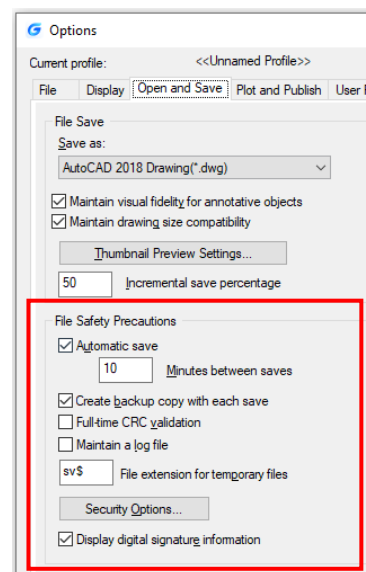 Options
Current profile: <<Unnamed Profile>>
File Display Open and Save Plot and Publish User
File Save
Save as:
AutoCAD 2018 Drawing(*.dwg)
Maintain visual fidelity for annotative objects
Maintain drawing size compatibility
Thumbnail Preview Settings...
50 Incremental save percentage
File Safety Precautions
Automatic save
10 Minutes between saves
Create backup copy with each save
Full-time CRC validation
Maintain a log file
sv$ File extension for temporary files
Security Options...
Display digital signature information